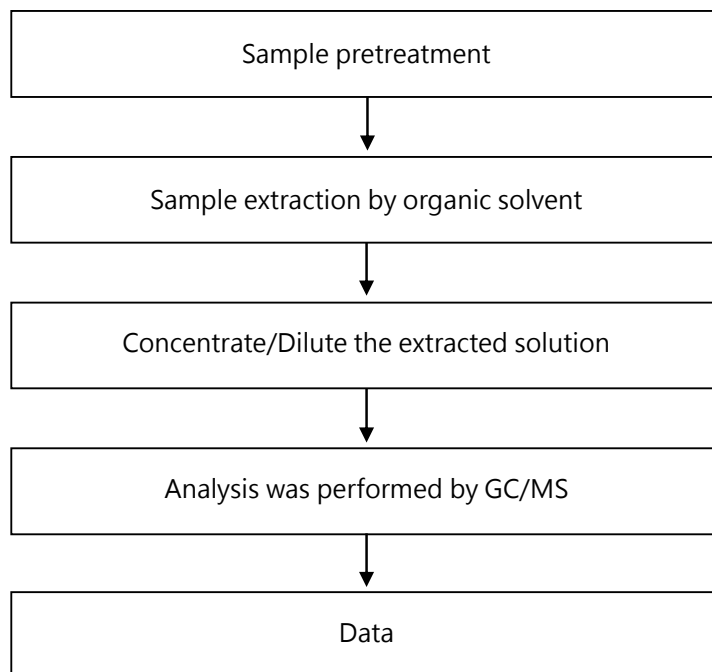 Sample pretreatment
Sample extraction by organic solvent
Concentrate/Dilute the extracted solution
Analysis was performed by GC/MS
Data